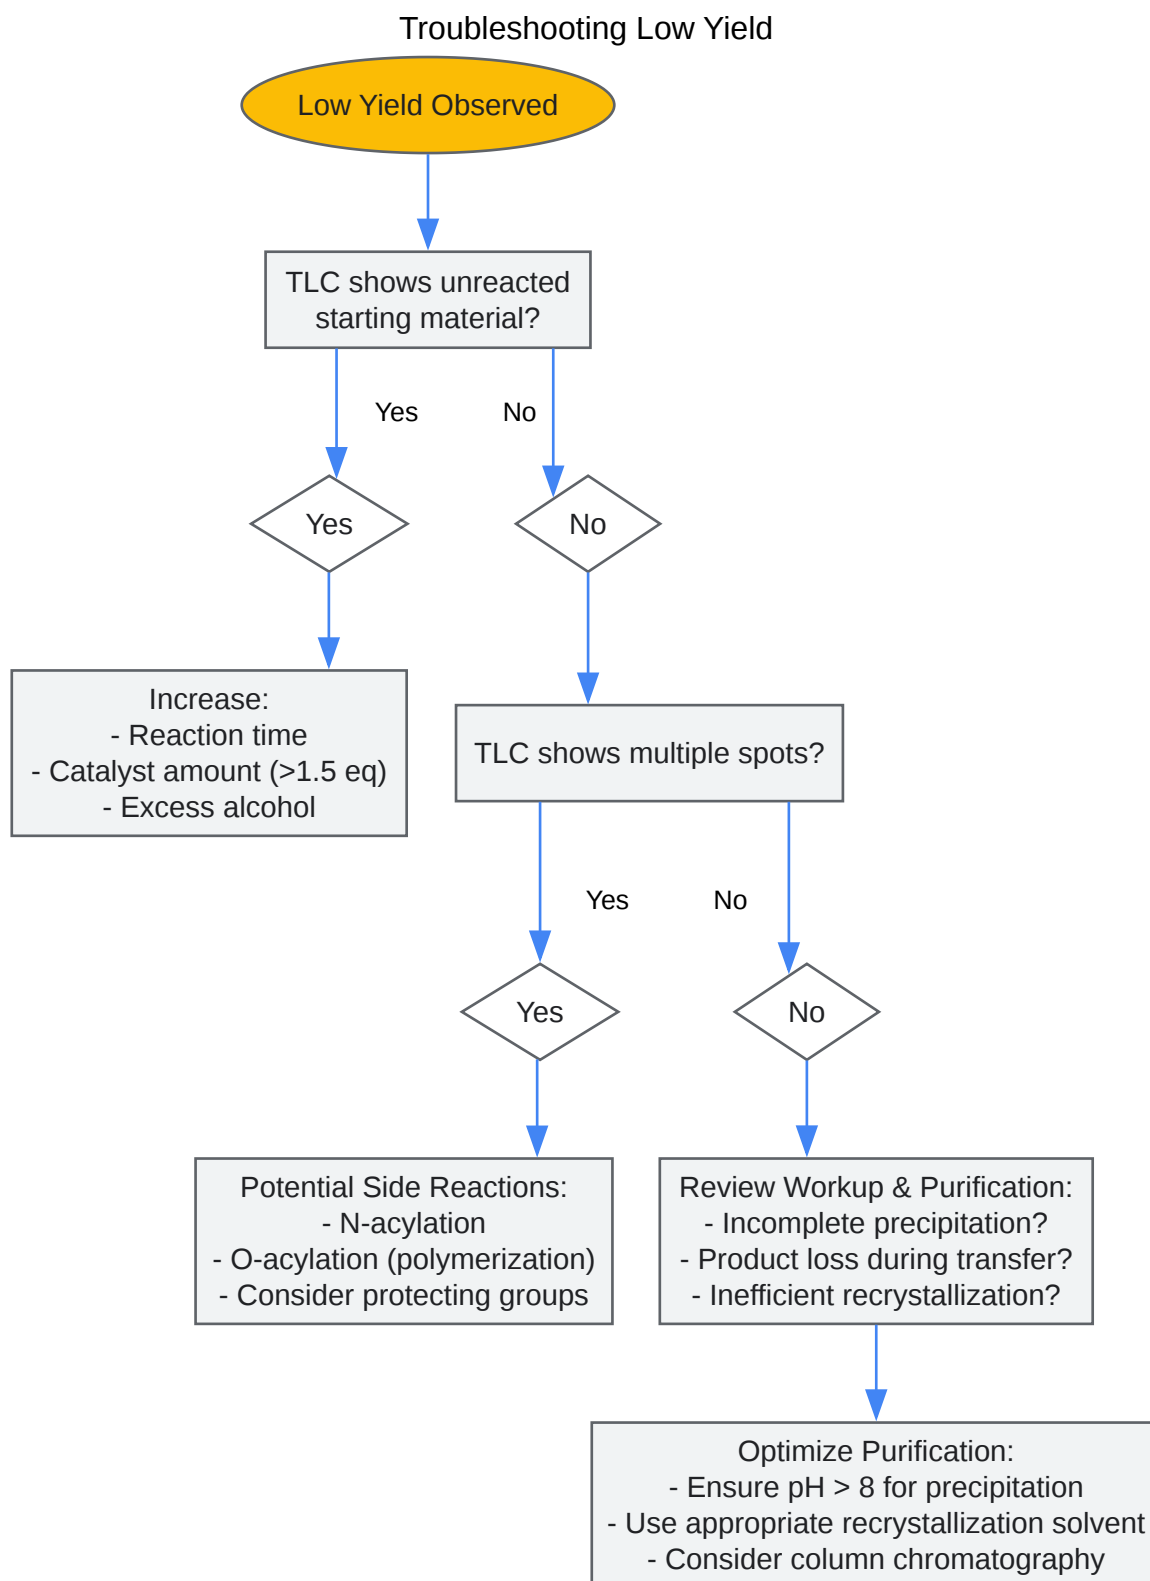 Troubleshooting Low Yield
Low Yield Observed
TLC shows unreacted
starting material?
Yes
No
Yes
No
Increase:
- Reaction time
- Catalyst amount (>1.5 eq)
- Excess alcohol
TLC shows multiple spots?
Yes
No
Yes
No
Potential Side Reactions:
- N-acylation
- O-acylation (polymerization)
- Consider protecting groups
Review Workup & Purification:
- Incomplete precipitation?
- Product loss during transfer?
- Inefficient recrystallization?
Optimize Purification:
- Ensure pH > 8 for precipitation
- Use appropriate recrystallization solvent
- Consider column chromatography